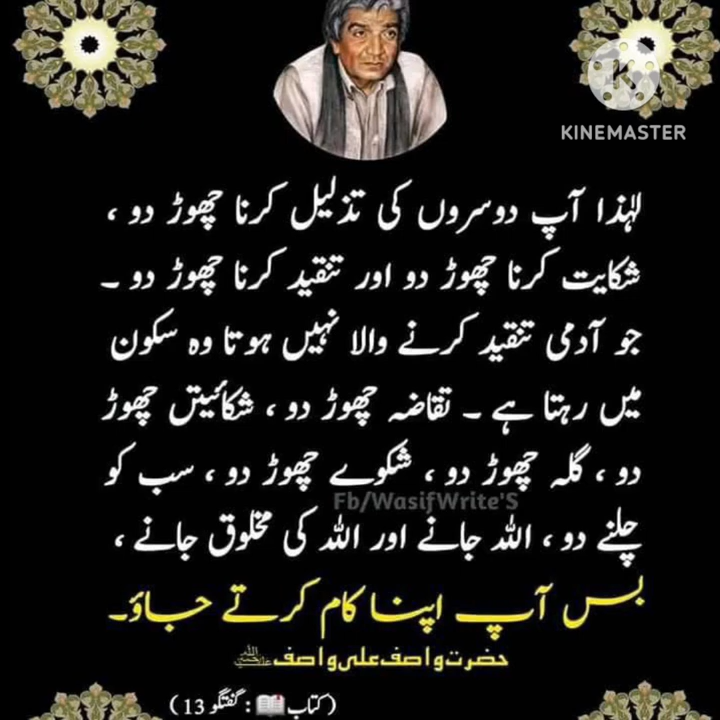 KINEMASTER
لہٰذا آپ دوسروں کی تذلیل کرنا چھوڑ دو ،
شکایت کرنا چھوڑ دو اور تنقید کرنا چھوڑ دو ۔
جو آدمی تنقید کرنے والا نہیں ہوتا وہ سکون
میں رہتا ہے ۔ تقاضہ چھوڑ دو ، شکائیتں چھوڑ
دو ، گلہ چھوڑ دو ، شکوے چھوڑ دو ، سب کو
Fb/WasifWrite'S
چلنے دو ، اللہ جانے اور اللہ کی مخلوق جانے ،
بس آپ اپنا کام کرتے جاؤ۔
حضرت واصف علی واصف
(کتاب📖 : گفتگو 13)